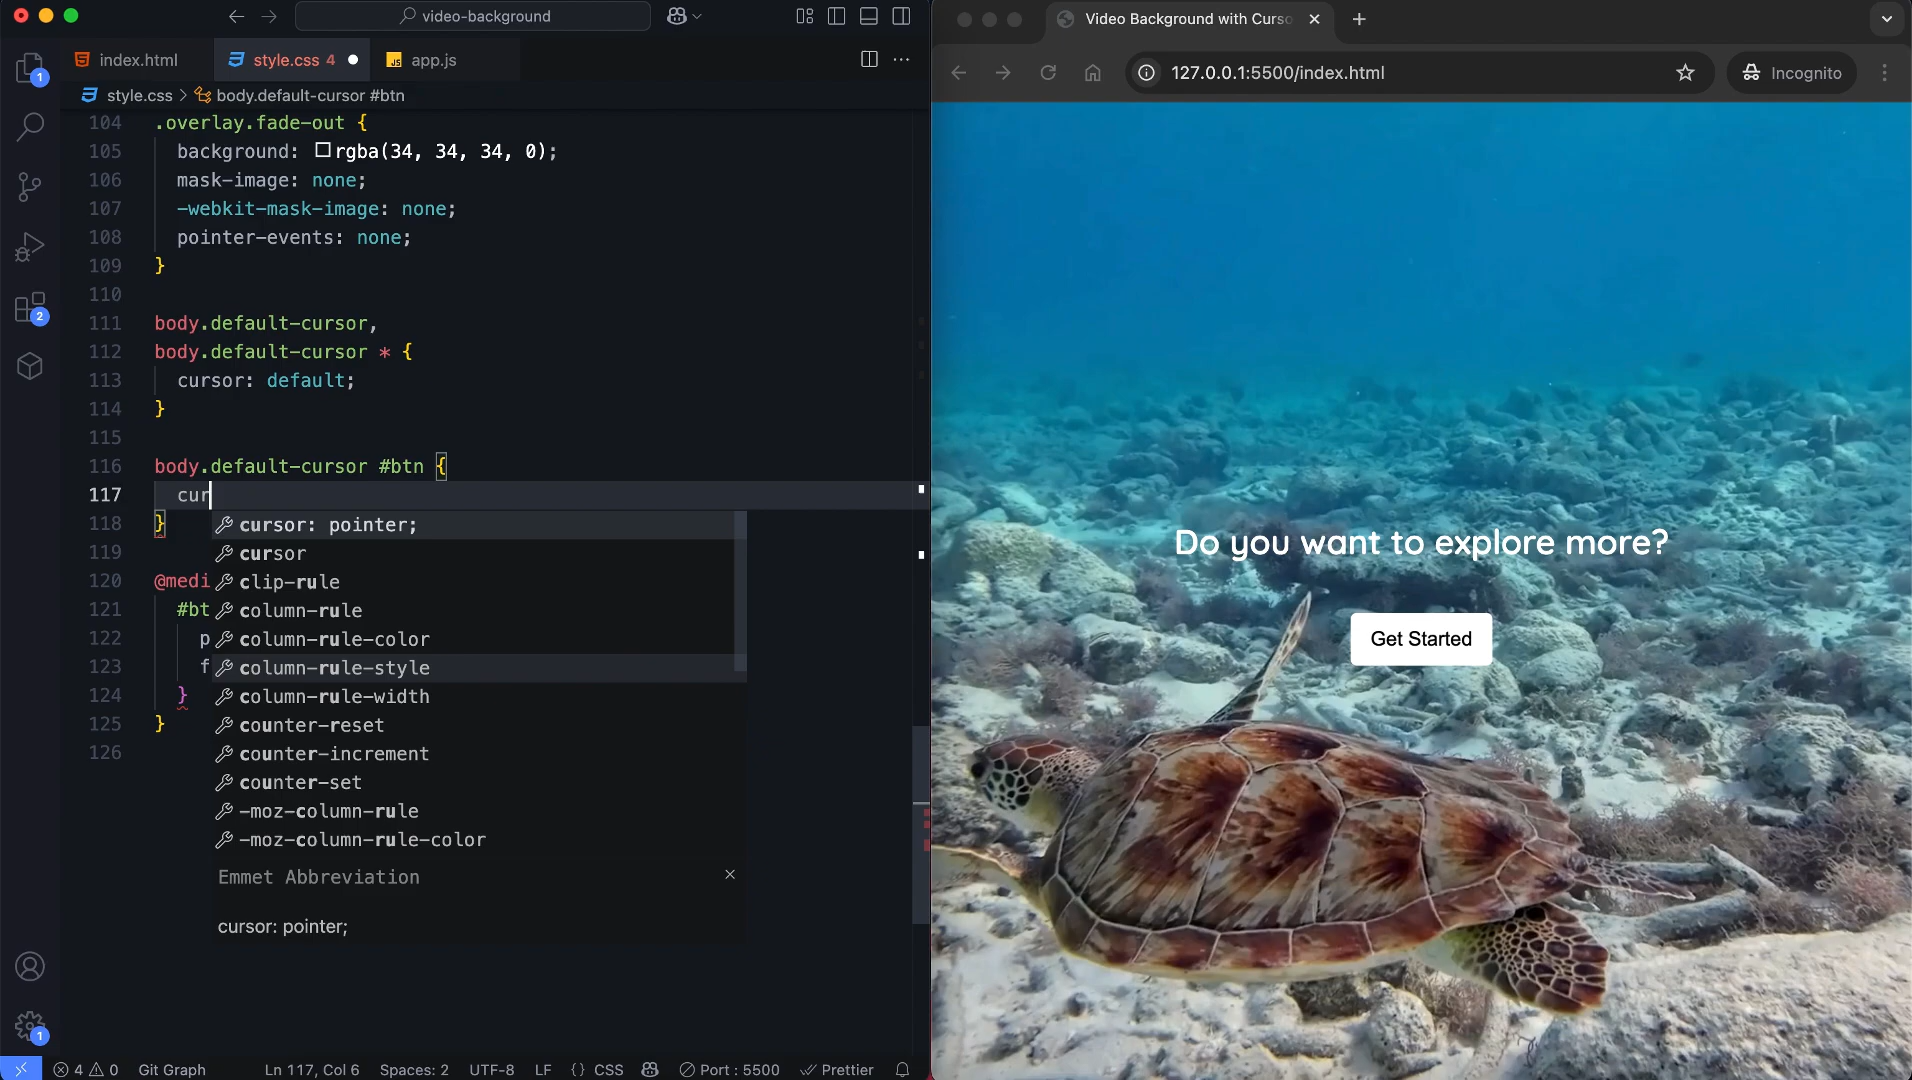 video-background
Video Background with Curso
index.html
style.css 4
app.js
127.0.0.1:5500/index.html
Incognito
style.css > body.default-cursor #btn
104 .overlay.fade-out {
105 background: rgba(34, 34, 34, 0);
106 mask-image: none;
107 -webkit-mask-image: none;
108 pointer-events: none;
109 }
110
111 body.default-cursor,
112 body.default-cursor * {
113 cursor: default;
114 }
115
116 body.default-cursor #btn {
117 cur
118 }
cursor: pointer;
119
cursor
120 @medi
clip-rule
121 #bt
column-rule
122 p
column-rule-color
123 f
column-rule-style
124 }
column-rule-width
125 }
counter-reset
126
counter-increment
counter-set
-moz-column-rule
-moz-column-rule-color
Emmet Abbreviation
cursor: pointer;
1
2
1
Do you want to explore more?
Get Started
4 0 Git Graph Ln 117, Col 6 Spaces: 2 UTF-8 LF {} CSS Port : 5500 Prettier